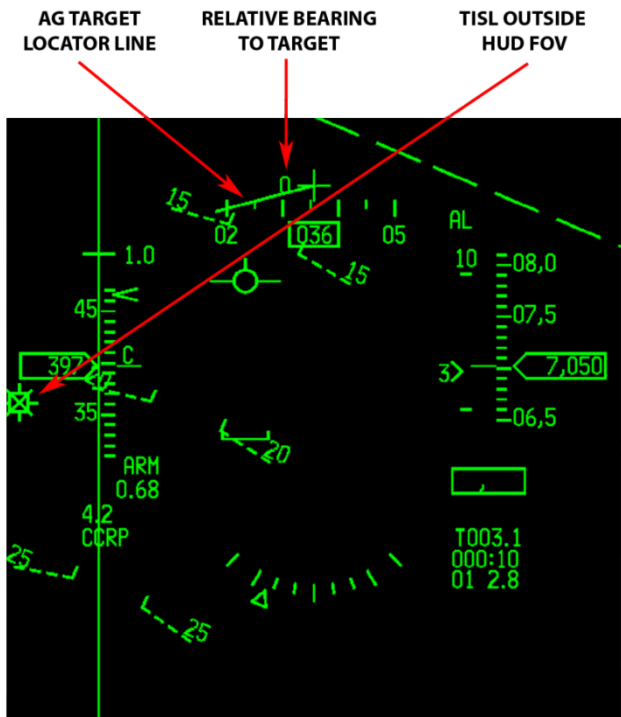 AG TARGET
LOCATOR LINE
RELATIVE BEARING
TO TARGET
TISL OUTSIDE
HUD FOV
0
15
15
02
036
05
AL
1.0
10
08,0
45
07,5
397
C
3
7,050
20
35
06,5
20
ARM
0.68
4.2
CCRP
,
T003.1
000:10
01 2.8
25
25